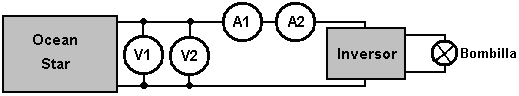 Ocean
Star
V1
V2
A1
A2
Inversor
Bombilla